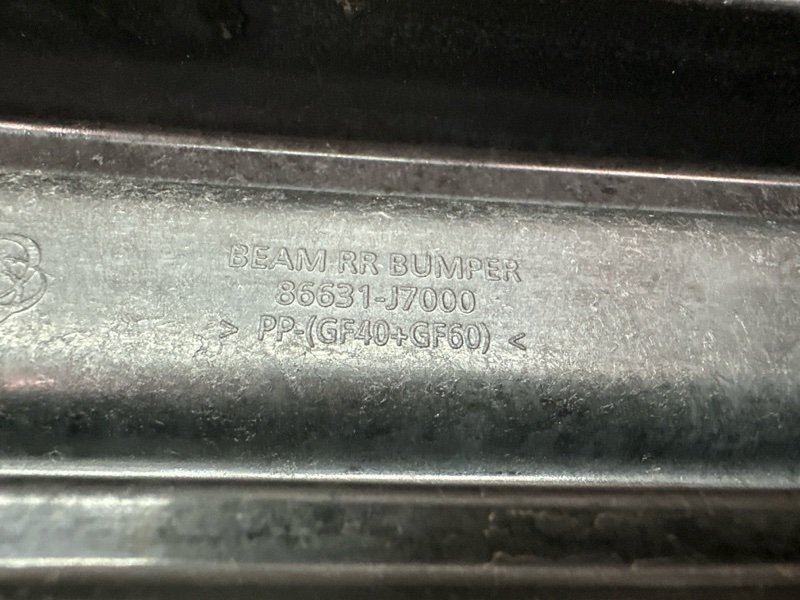 BEAM RR BUMPER
86631-J7000
> PP-(GF40+GF60) <